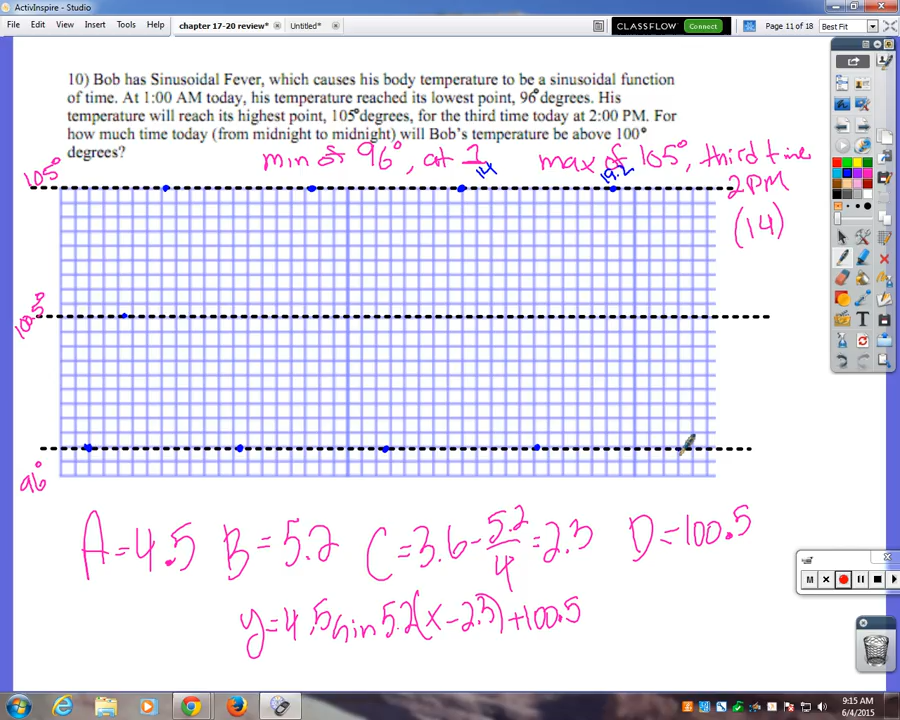 ActivInspire - Studio
File Edit View Insert Tools Help chapter 17-20 review* Untitled* CLASSFLOW Connect Page 11 of 18 Best Fit
10) Bob has Sinusoidal Fever, which causes his body temperature to be a sinusoidal function
of time. At 1:00 AM today, his temperature reached its lowest point, 96° degrees. His
temperature will reach its highest point, 105° degrees, for the third time today at 2:00 PM. For
how much time today (from midnight to midnight) will Bob's temperature be above 100°
degrees?
min of 96°, at 1 max of 105°, third time
2PM
(14)
105°
14
19.2
100.5°
96°
A=4.5 B=5.2 C=3.6-5.2/4=2.3 D=100.5
y=4.5sin5.2(x-2.3)+100.5
M
9:15 AM
6/4/2015